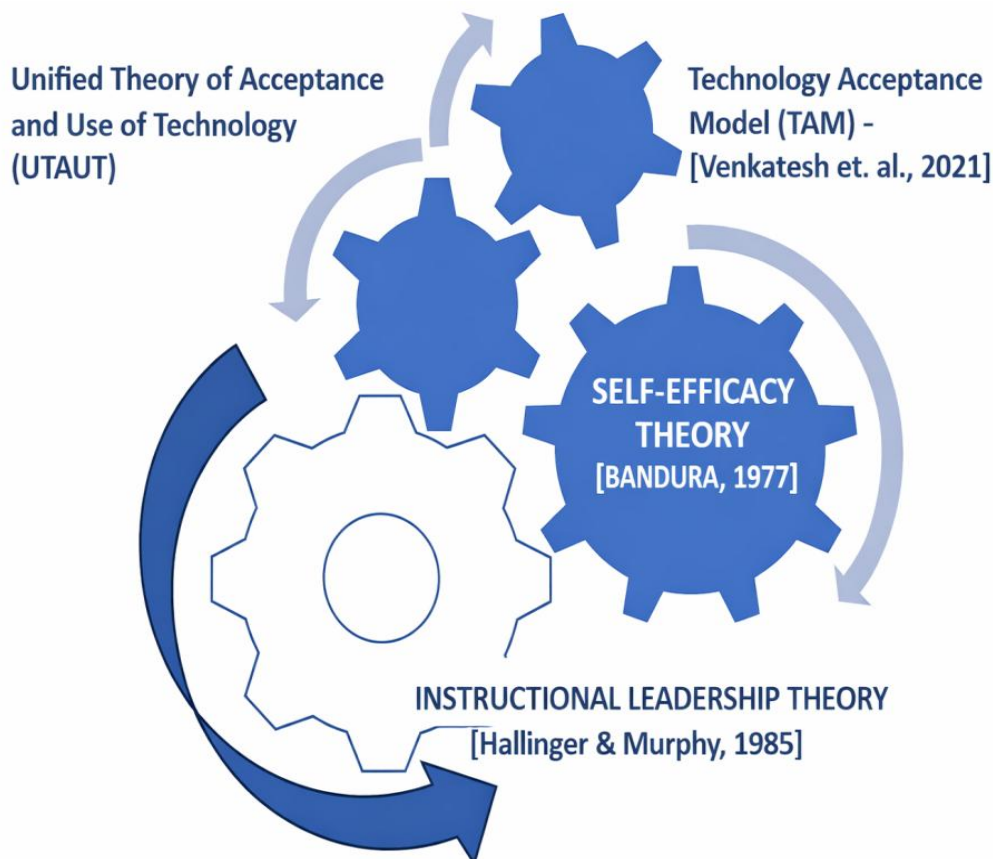 Unified Theory of Acceptance
and Use of Technology
(UTAUT)
Technology Acceptance
Model (TAM) -
[Venkatesh et. al., 2021]
SELF-EFFICACY
THEORY
[BANDURA, 1977]
INSTRUCTIONAL LEADERSHIP THEORY
[Hallinger & Murphy, 1985]